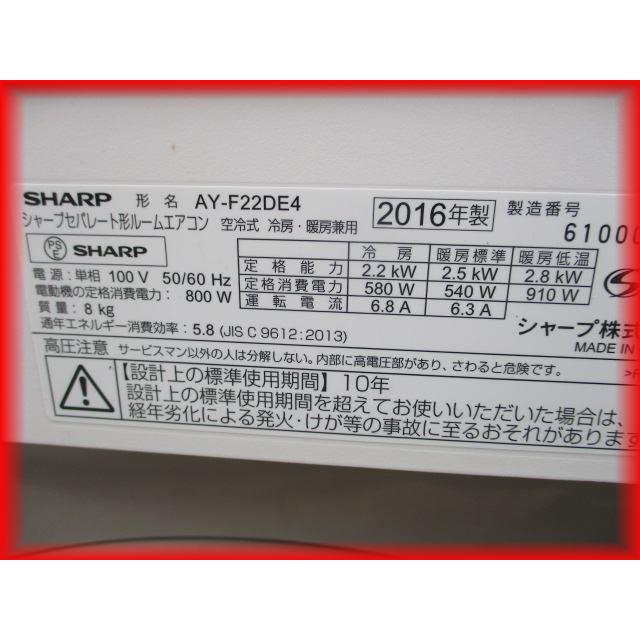 SHARP 形名 AY-F22DE4 2016年製 製造番号
シャープセパレート形ルームエアコン 空冷式 冷房・暖房兼用 61000
PSE SHARP
電源:単相 100V 50/60 Hz
電動機の定格消費電力: 800 W
質量: 8 kg
通年エネルギー消費効率: 5.8 (JIS C 9612:2013)
冷房 暖房標準 暖房低温
定格能力 2.2 kW 2.5 kW 2.8 kW
定格消費電力 580 W 540 W 910 W
運転電流 6.8 A 6.3 A
シャープ株式
MADE IN
高圧注意 サービスマン以外の人は分解しない。内部に高電圧部があり、さわると危険です。
【設計上の標準使用期間】10年
設計上の標準使用期間を超えてお使いいただいた場合は、
経年劣化による発火・けが等の事故に至るおそれがあります